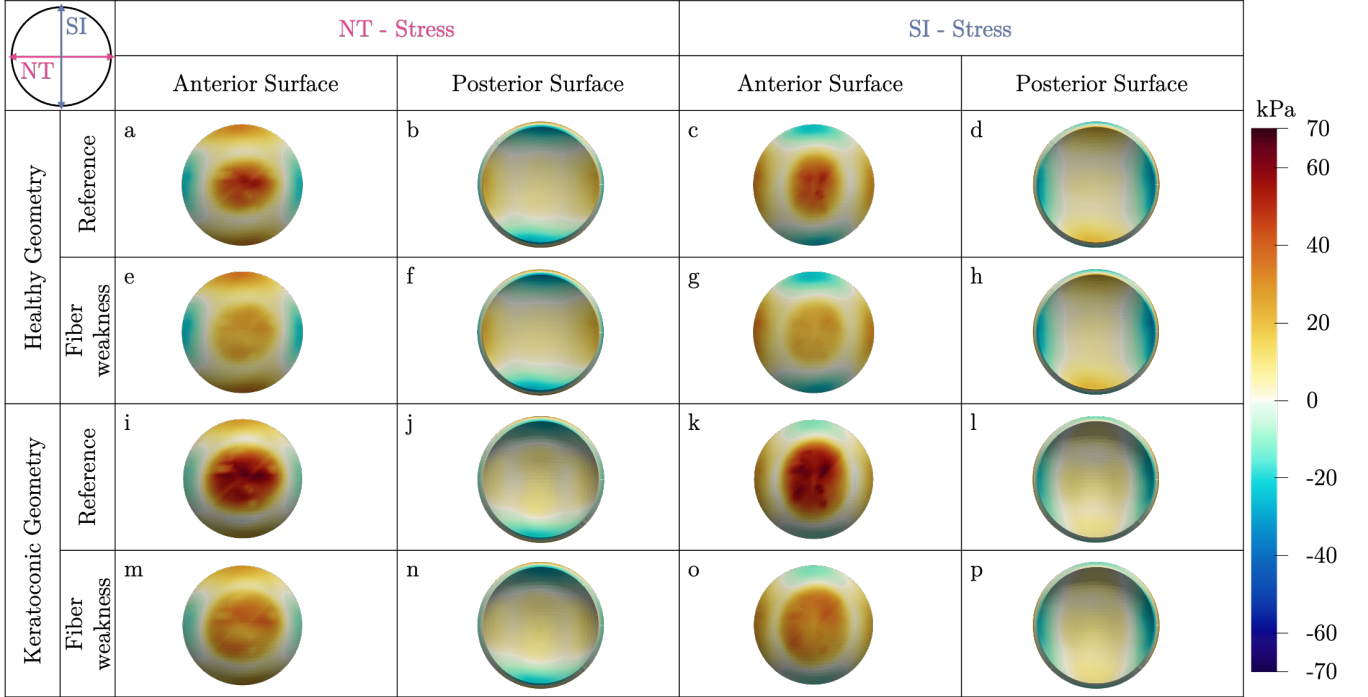 SI
NT
NT - Stress
SI - Stress
Anterior Surface
Posterior Surface
Anterior Surface
Posterior Surface
kPa
Healthy Geometry
Reference
a
b
c
d
Fiber
weakness
e
f
g
h
Keratoconic Geometry
Reference
i
j
k
l
Fiber
weakness
m
n
o
p
70
60
40
20
0
-20
-40
-60
-70